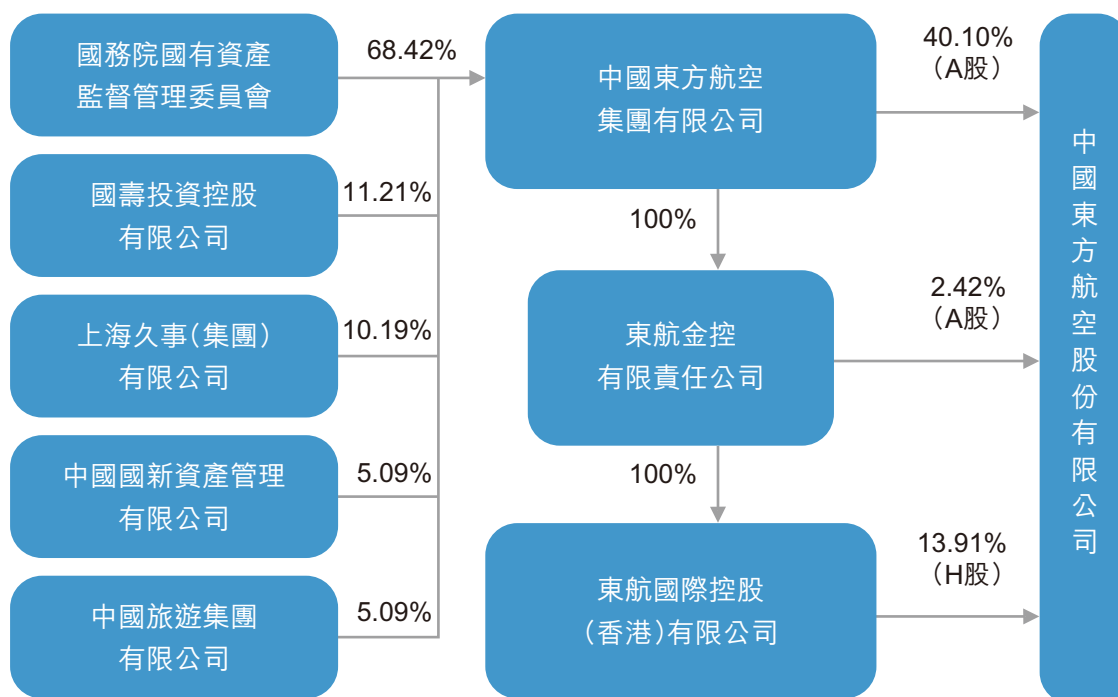 國務院國有資產
監督管理委員會
68.42%
國壽投資控股
有限公司
11.21%
上海久事(集團)
有限公司
10.19%
中國國新資產管理
有限公司
5.09%
中國旅遊集團
有限公司
5.09%
中國東方航空
集團有限公司
40.10%
(A股)
100%
東航金控
有限責任公司
2.42%
(A股)
100%
東航國際控股
(香港)有限公司
13.91%
(H股)
中國東方航空股份有限公司